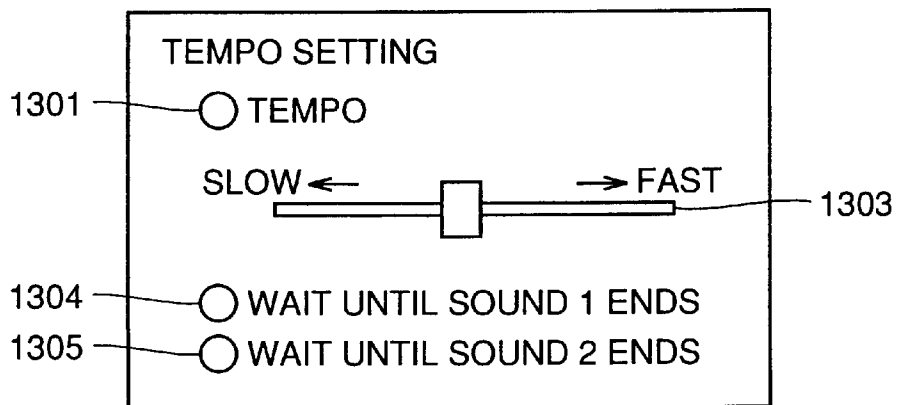 TEMPO SETTING
1301 TEMPO
SLOW ← → FAST
1303
1304 WAIT UNTIL SOUND 1 ENDS
1305 WAIT UNTIL SOUND 2 ENDS